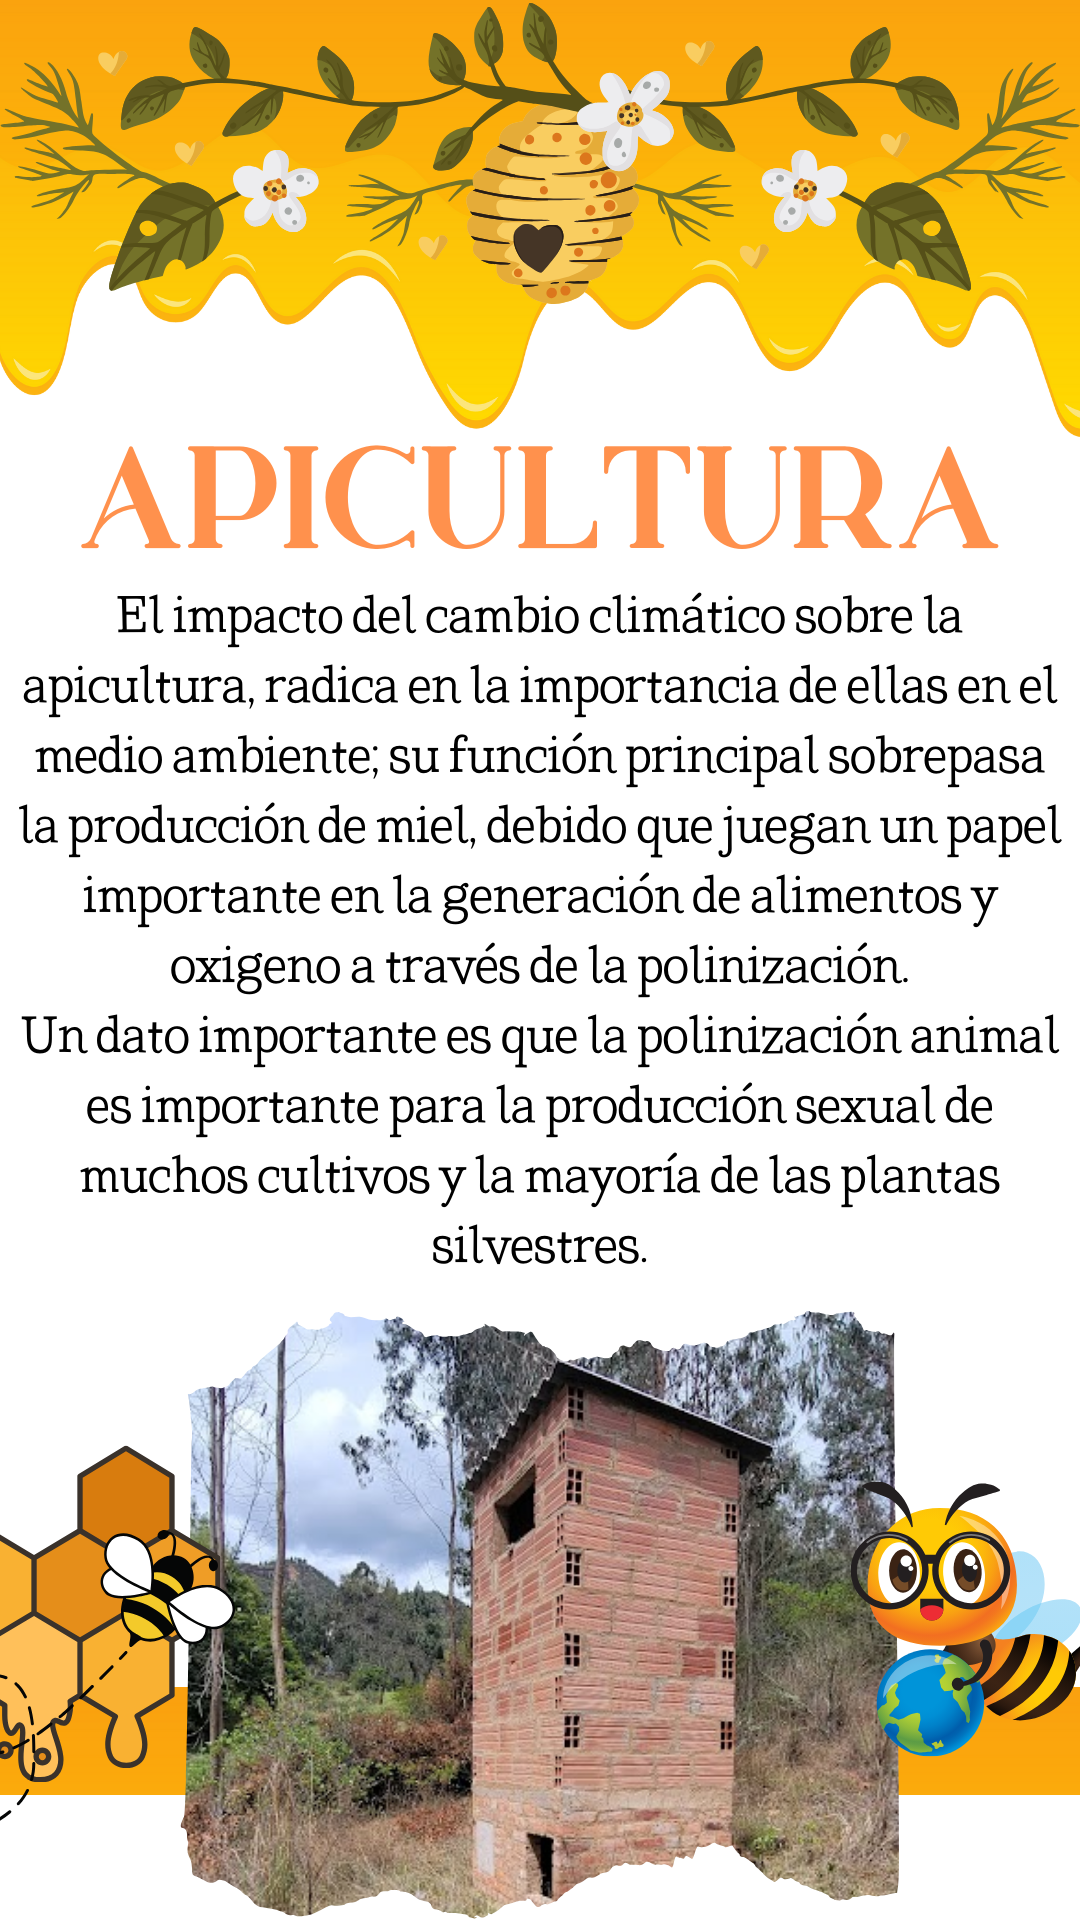 APICULTURA
El impacto del cambio climático sobre la
apicultura, radica en la importancia de ellas en el
medio ambiente; su función principal sobrepasa
la producción de miel, debido que juegan un papel
importante en la generación de alimentos y
oxigeno a través de la polinización.
Un dato importante es que la polinización animal
es importante para la producción sexual de
muchos cultivos y la mayoría de las plantas
silvestres.